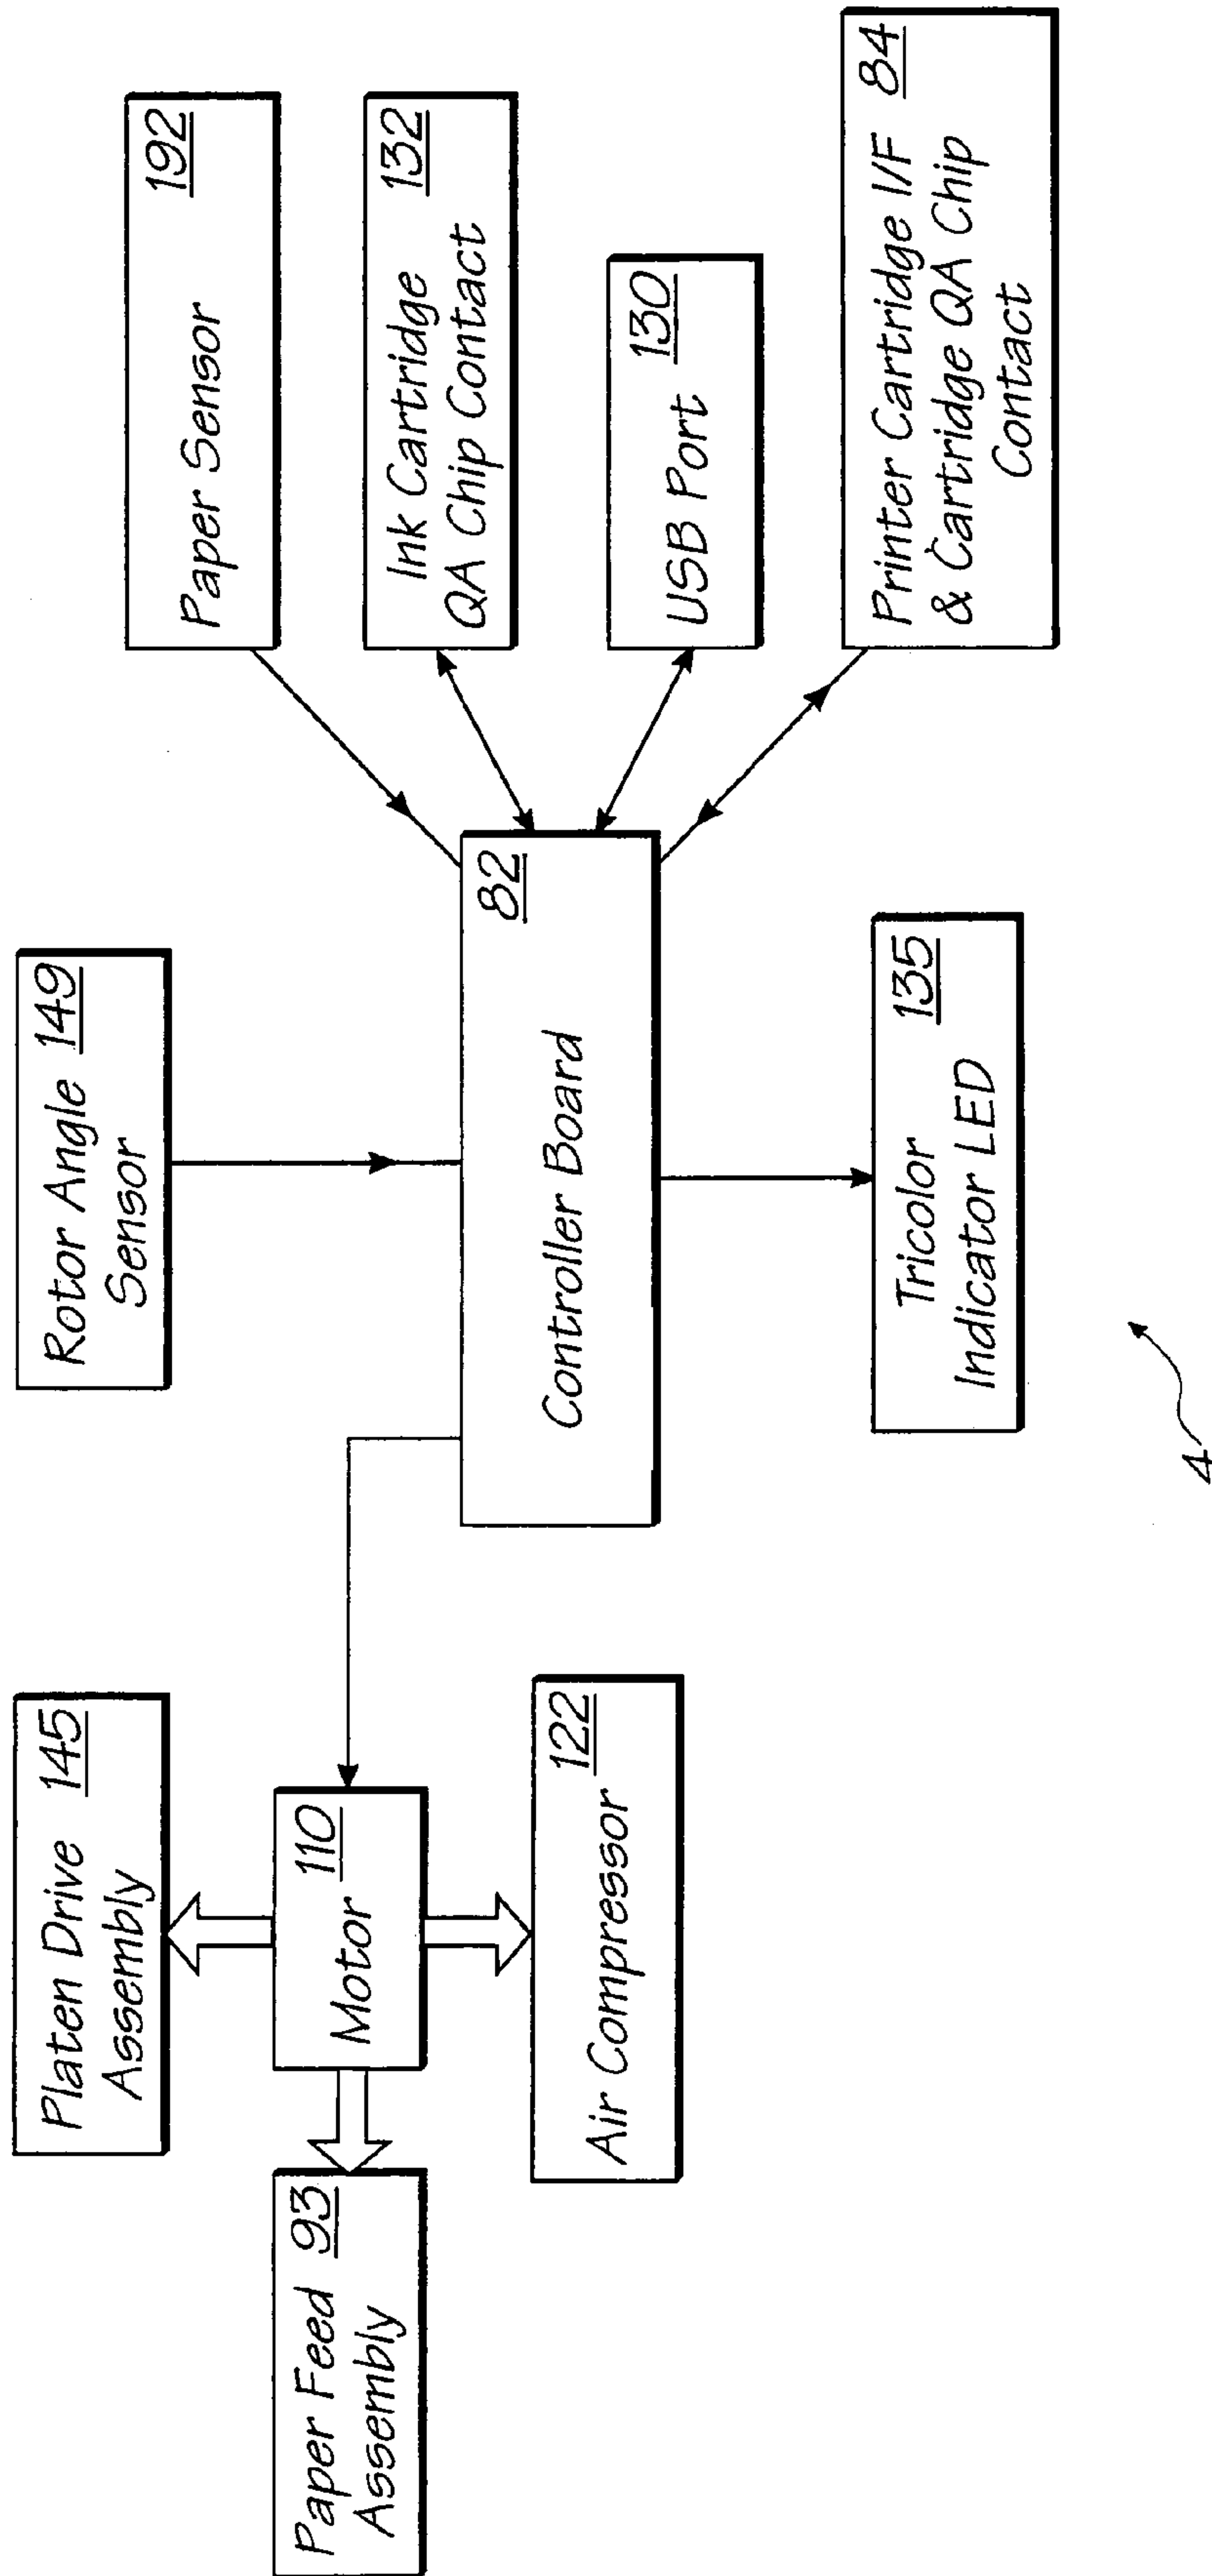 Platen Drive 145
Assembly
Rotor Angle 149
Sensor
Paper Sensor 192
Paper Feed 93
Assembly
Motor 110
Ink Cartridge 132
QA Chip Contact
Controller Board 82
Air Compressor 122
USB Port 130
Tricolor 135
Indicator LED
Printer Cartridge I/F 84
& Cartridge QA Chip
Contact
4